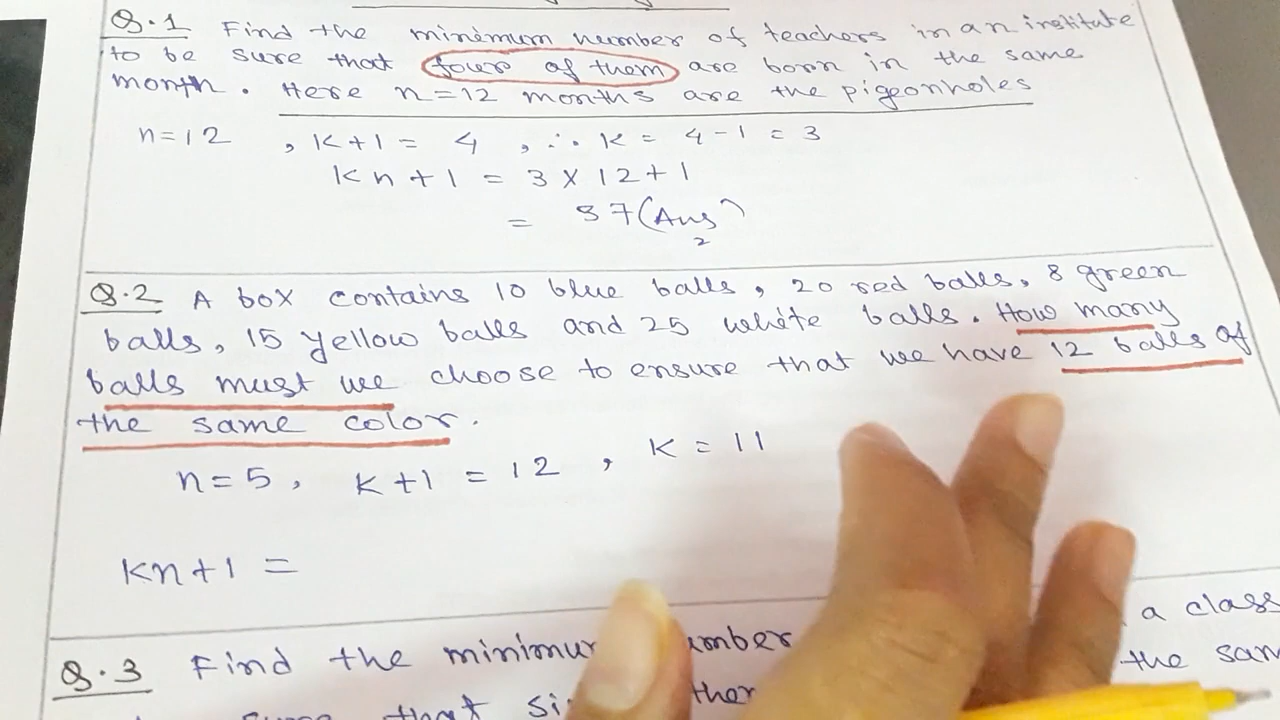 Q.1 Find the minimum number of teachers in an institute
to be sure that four of them are born in the same
month. Here n=12 months are the pigeonholes
n=12 , K+1 = 4 , ∴ K = 4-1 = 3
Kn+1 = 3×12+1
= 37 (Ans)
Q.2 A box contains 10 blue balls, 20 red balls, 8 green
balls, 15 yellow balls and 25 white balls. How many
balls must we choose to ensure that we have 12 balls of
the same color.
n=5, K+1 = 12 , K = 11
Kn+1 =
Q.3 Find the minimum a class
that the